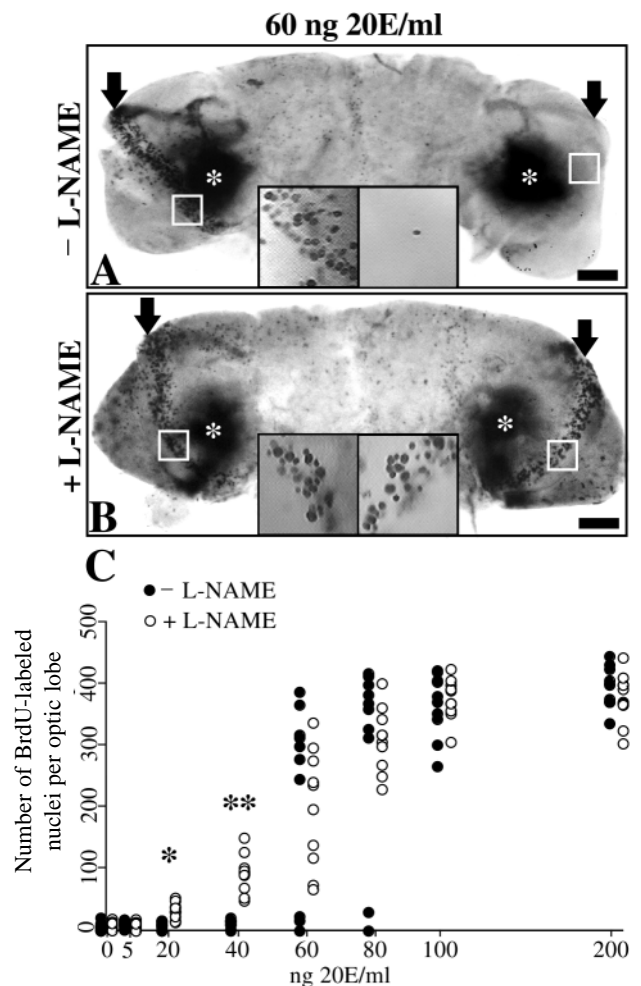 60 ng 20E/ml
− L-NAME
*
*
A
+ L-NAME
*
*
B
C
● − L-NAME
○ + L-NAME
Number of BrdU-labeled
nuclei per optic lobe
500
400
300
200
100
0
*
**
0
5
20
40
60
80
100
200
ng 20E/ml